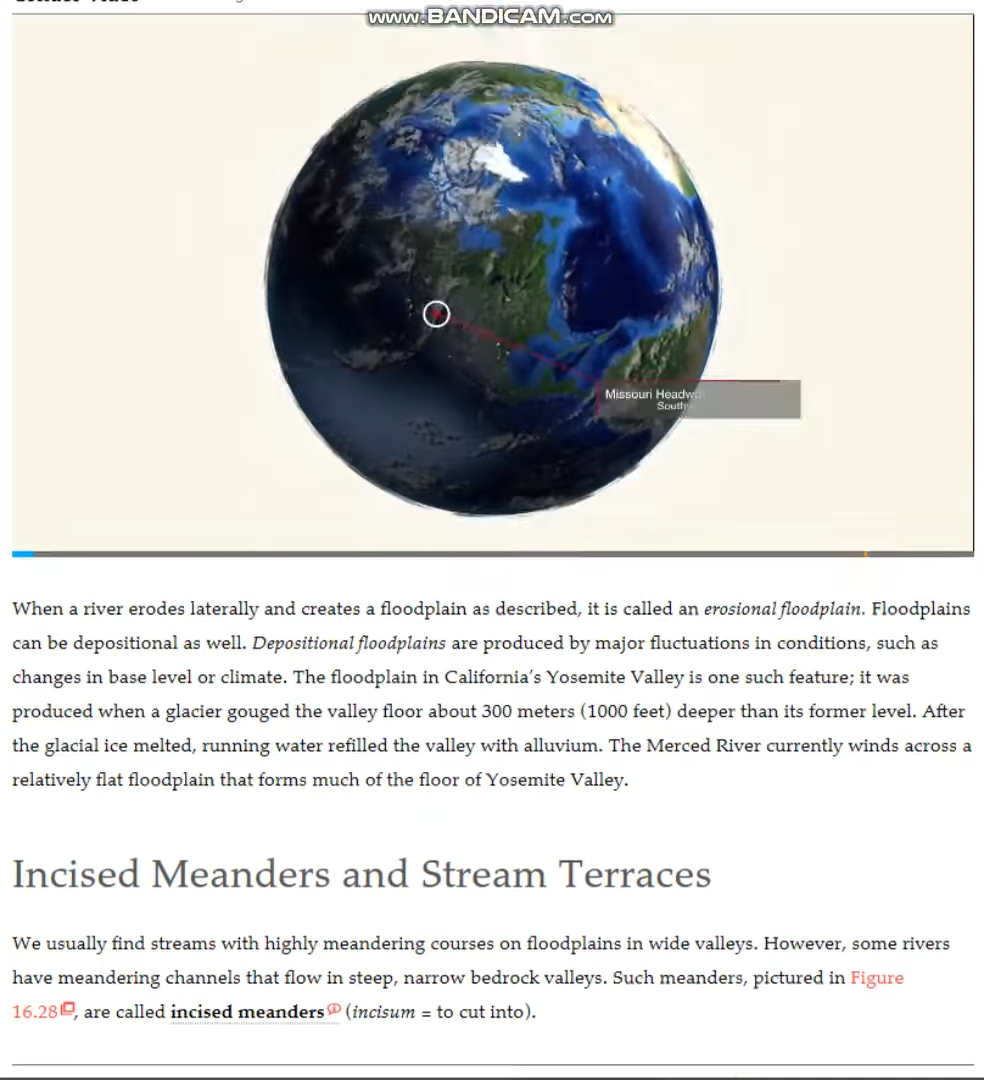 www.BANDICAM.com
Missouri Headw
South
When a river erodes laterally and creates a floodplain as described, it is called an erosional floodplain. Floodplains
can be depositional as well. Depositional floodplains are produced by major fluctuations in conditions, such as
changes in base level or climate. The floodplain in California’s Yosemite Valley is one such feature; it was
produced when a glacier gouged the valley floor about 300 meters (1000 feet) deeper than its former level. After
the glacial ice melted, running water refilled the valley with alluvium. The Merced River currently winds across a
relatively flat floodplain that forms much of the floor of Yosemite Valley.
Incised Meanders and Stream Terraces
We usually find streams with highly meandering courses on floodplains in wide valleys. However, some rivers
have meandering channels that flow in steep, narrow bedrock valleys. Such meanders, pictured in Figure
16.28, are called incised meanders (incisum = to cut into).